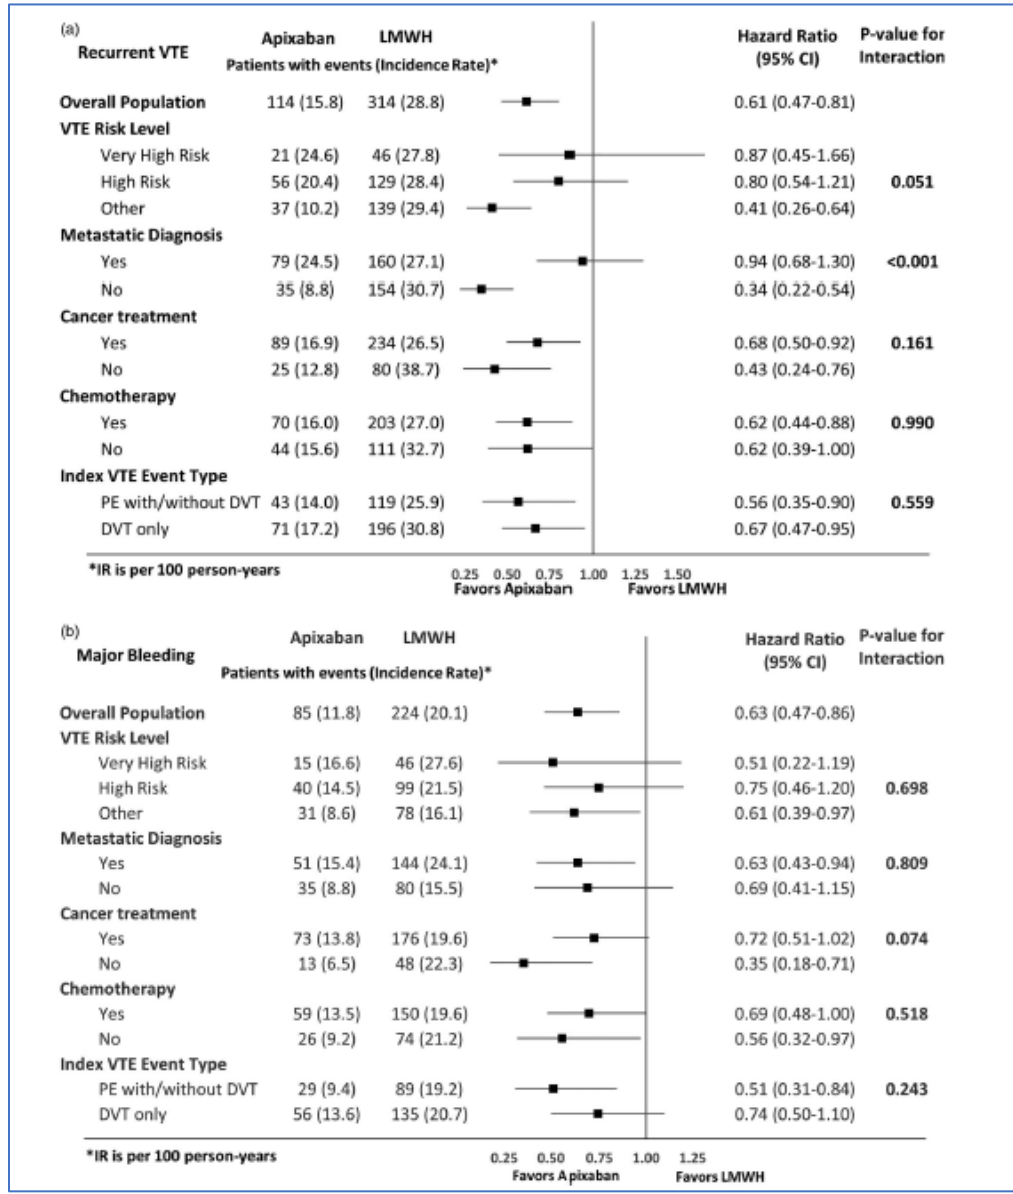 (a)
Recurrent VTE Apixaban LMWH Hazard Ratio (95% CI) P-value for Interaction
Patients with events (Incidence Rate)*
Overall Population 114 (15.8) 314 (28.8) 0.61 (0.47-0.81)
VTE Risk Level
Very High Risk 21 (24.6) 46 (27.8) 0.87 (0.45-1.66)
High Risk 56 (20.4) 129 (28.4) 0.80 (0.54-1.21) 0.051
Other 37 (10.2) 139 (29.4) 0.41 (0.26-0.64)
Metastatic Diagnosis
Yes 79 (24.5) 160 (27.1) 0.94 (0.68-1.30) <0.001
No 35 (8.8) 154 (30.7) 0.34 (0.22-0.54)
Cancer treatment
Yes 89 (16.9) 234 (26.5) 0.68 (0.50-0.92) 0.161
No 25 (12.8) 80 (38.7) 0.43 (0.24-0.76)
Chemotherapy
Yes 70 (16.0) 203 (27.0) 0.62 (0.44-0.88) 0.990
No 44 (15.6) 111 (32.7) 0.62 (0.39-1.00)
Index VTE Event Type
PE with/without DVT 43 (14.0) 119 (25.9) 0.56 (0.35-0.90) 0.559
DVT only 71 (17.2) 196 (30.8) 0.67 (0.47-0.95)
*IR is per 100 person-years 0.25 0.50 0.75 1.00 1.25 1.50
Favors Apixaban Favors LMWH
(b)
Major Bleeding Apixaban LMWH Hazard Ratio (95% CI) P-value for Interaction
Patients with events (Incidence Rate)*
Overall Population 85 (11.8) 224 (20.1) 0.63 (0.47-0.86)
VTE Risk Level
Very High Risk 15 (16.6) 46 (27.6) 0.51 (0.22-1.19)
High Risk 40 (14.5) 99 (21.5) 0.75 (0.46-1.20) 0.698
Other 31 (8.6) 78 (16.1) 0.61 (0.39-0.97)
Metastatic Diagnosis
Yes 51 (15.4) 144 (24.1) 0.63 (0.43-0.94) 0.809
No 35 (8.8) 80 (15.5) 0.69 (0.41-1.15)
Cancer treatment
Yes 73 (13.8) 176 (19.6) 0.72 (0.51-1.02) 0.074
No 13 (6.5) 48 (22.3) 0.35 (0.18-0.71)
Chemotherapy
Yes 59 (13.5) 150 (19.6) 0.69 (0.48-1.00) 0.518
No 26 (9.2) 74 (21.2) 0.56 (0.32-0.97)
Index VTE Event Type
PE with/without DVT 29 (9.4) 89 (19.2) 0.51 (0.31-0.84) 0.243
DVT only 56 (13.6) 135 (20.7) 0.74 (0.50-1.10)
*IR is per 100 person-years 0.25 0.50 0.75 1.00 1.25
Favors Apixaban Favors LMWH